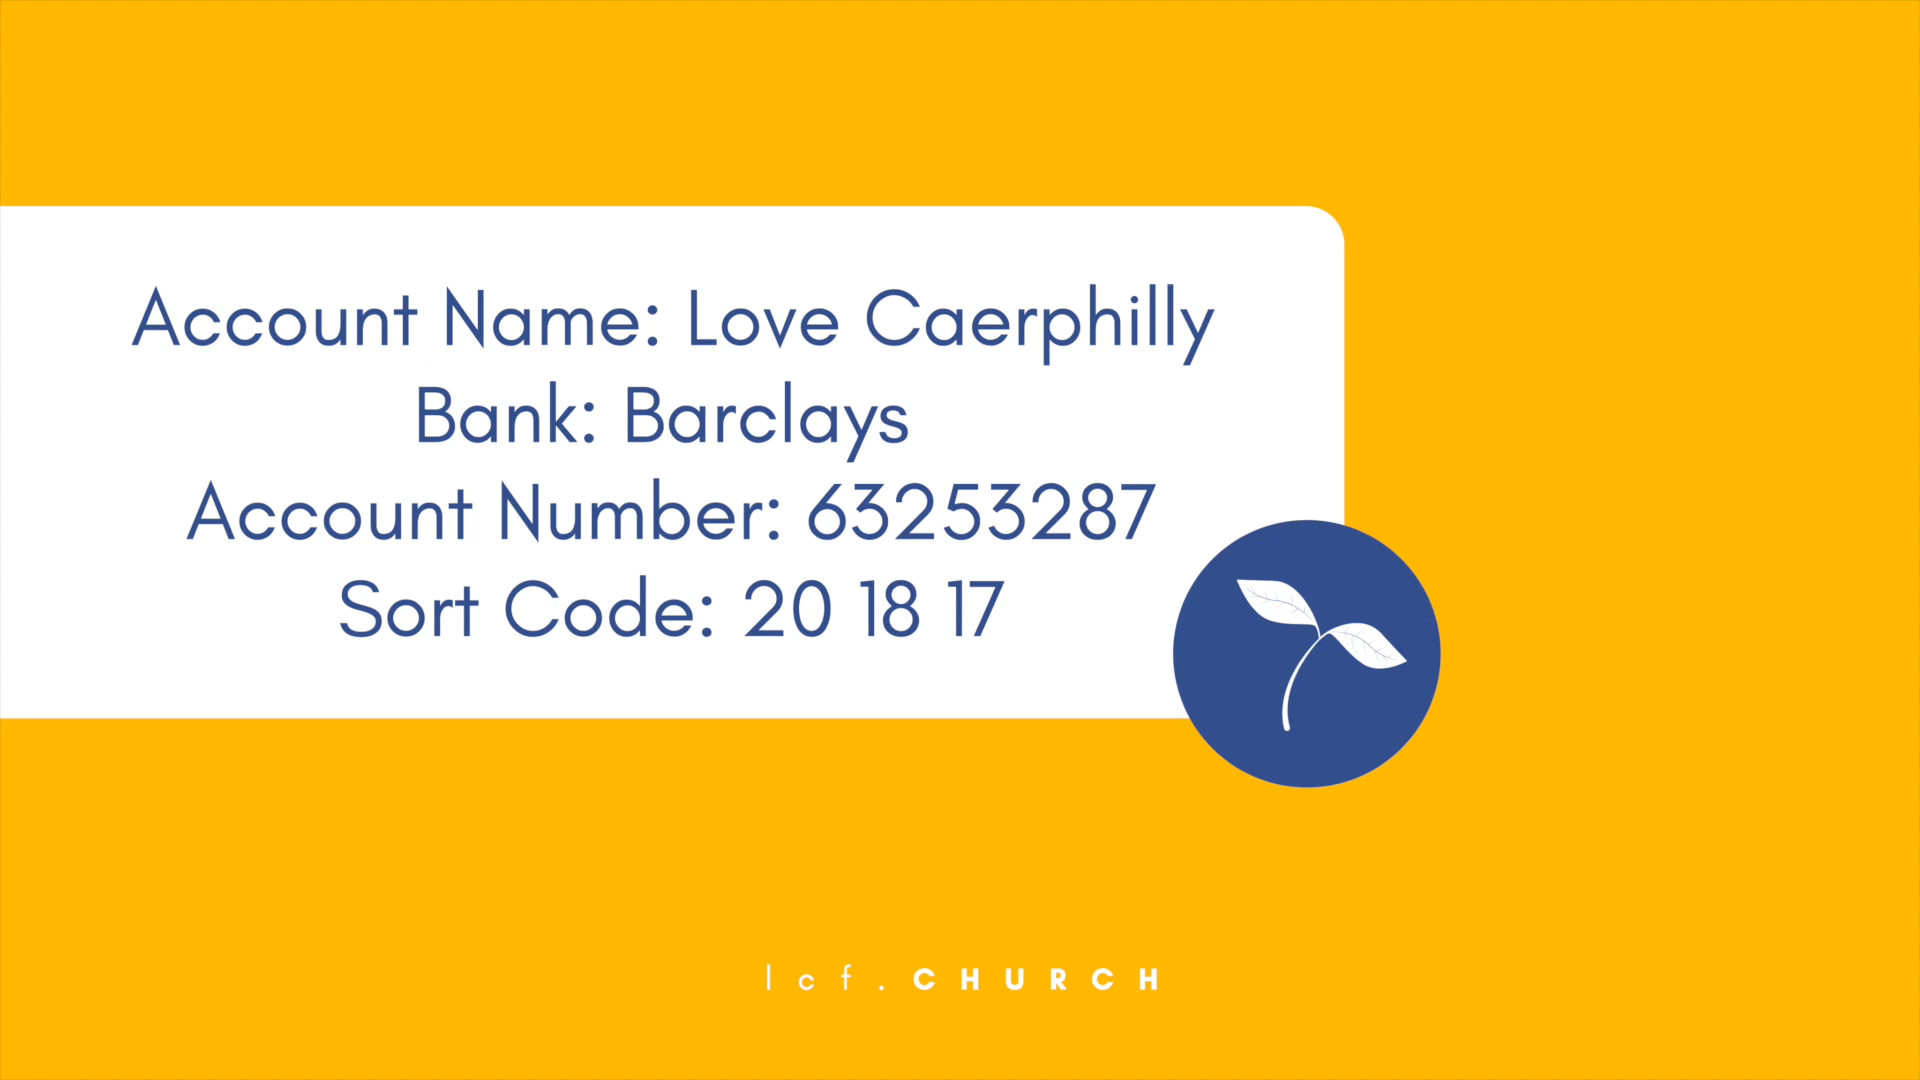 Account Name: Love Caerphilly
Bank: Barclays
Account Number: 63253287
Sort Code: 20 18 17
lcf.CHURCH